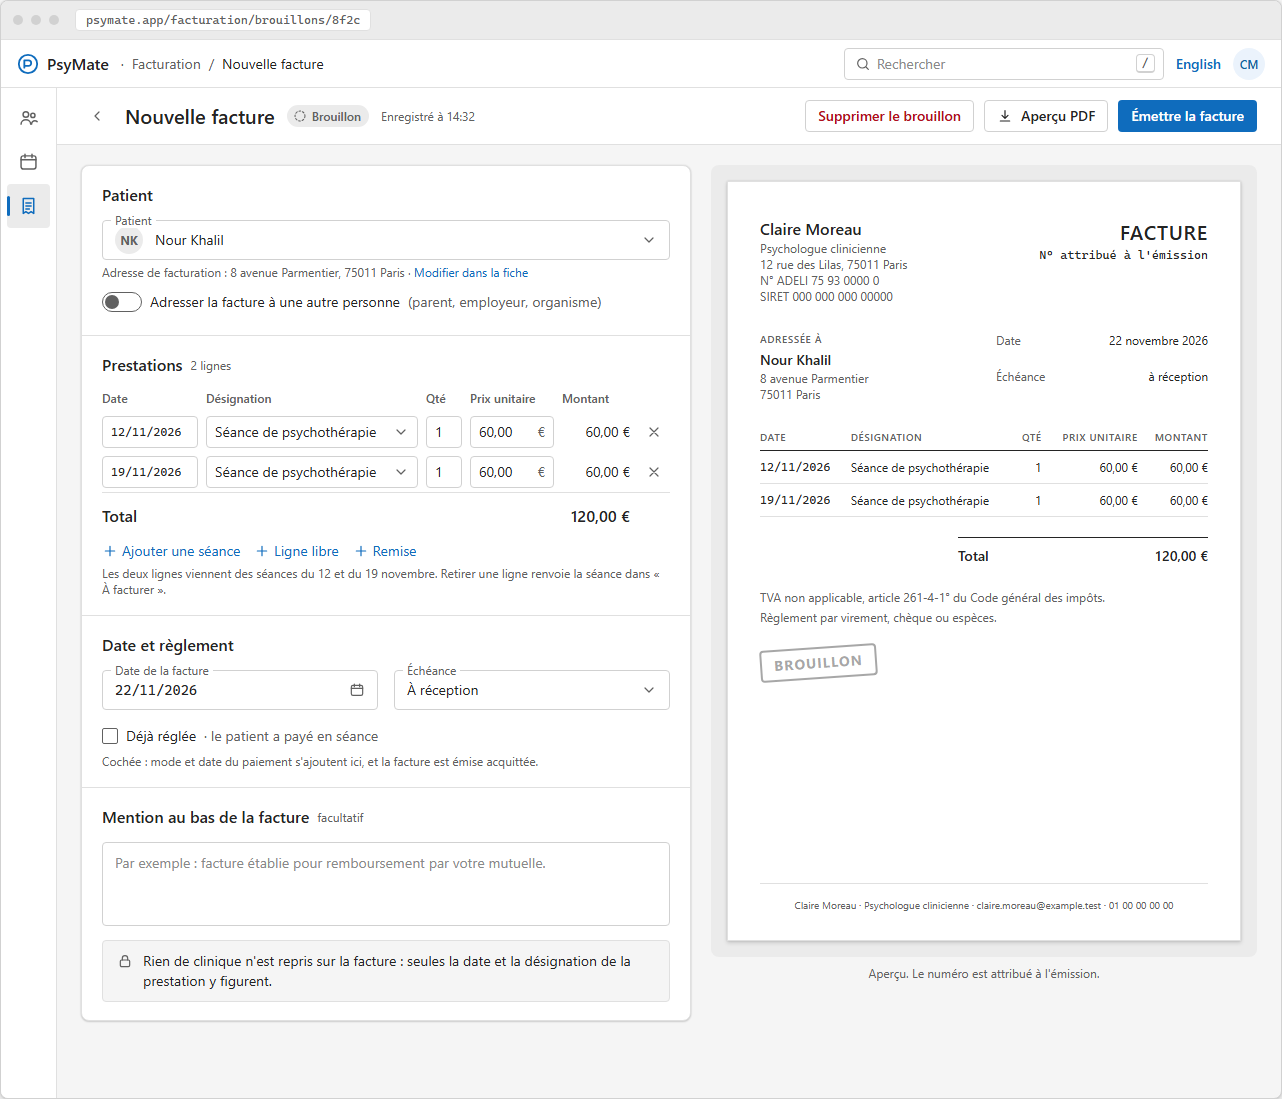 psymate.app/facturation/brouillons/8f2c
PsyMate · Facturation / Nouvelle facture
Rechercher /
English
CM
Nouvelle facture
Brouillon
Enregistré à 14:32
Supprimer le brouillon
Aperçu PDF
Émettre la facture
Patient
Patient
NK Nour Khalil
Adresse de facturation : 8 avenue Parmentier, 75011 Paris · Modifier dans la fiche
Adresser la facture à une autre personne (parent, employeur, organisme)
Prestations 2 lignes
Date Désignation Qté Prix unitaire Montant
12/11/2026 Séance de psychothérapie 1 60,00 € 60,00 €
19/11/2026 Séance de psychothérapie 1 60,00 € 60,00 €
Total 120,00 €
+ Ajouter une séance + Ligne libre + Remise
Les deux lignes viennent des séances du 12 et du 19 novembre. Retirer une ligne renvoie la séance dans «
À facturer ».
Date et règlement
Date de la facture
22/11/2026
Échéance
À réception
Déjà réglée · le patient a payé en séance
Cochée : mode et date du paiement s'ajoutent ici, et la facture est émise acquittée.
Mention au bas de la facture facultatif
Par exemple : facture établie pour remboursement par votre mutuelle.
Rien de clinique n'est repris sur la facture : seules la date et la désignation de la
prestation y figurent.
Claire Moreau
Psychologue clinicienne
12 rue des Lilas, 75011 Paris
N° ADELI 75 93 0000 0
SIRET 000 000 000 00000
FACTURE
N° attribué à l'émission
ADRESSÉE À
Nour Khalil
8 avenue Parmentier
75011 Paris
Date 22 novembre 2026
Échéance à réception
DATE DÉSIGNATION QTÉ PRIX UNITAIRE MONTANT
12/11/2026 Séance de psychothérapie 1 60,00 € 60,00 €
19/11/2026 Séance de psychothérapie 1 60,00 € 60,00 €
Total 120,00 €
TVA non applicable, article 261-4-1° du Code général des impôts.
Règlement par virement, chèque ou espèces.
BROUILLON
Claire Moreau · Psychologue clinicienne · claire.moreau@example.test · 01 00 00 00 00
Aperçu. Le numéro est attribué à l'émission.